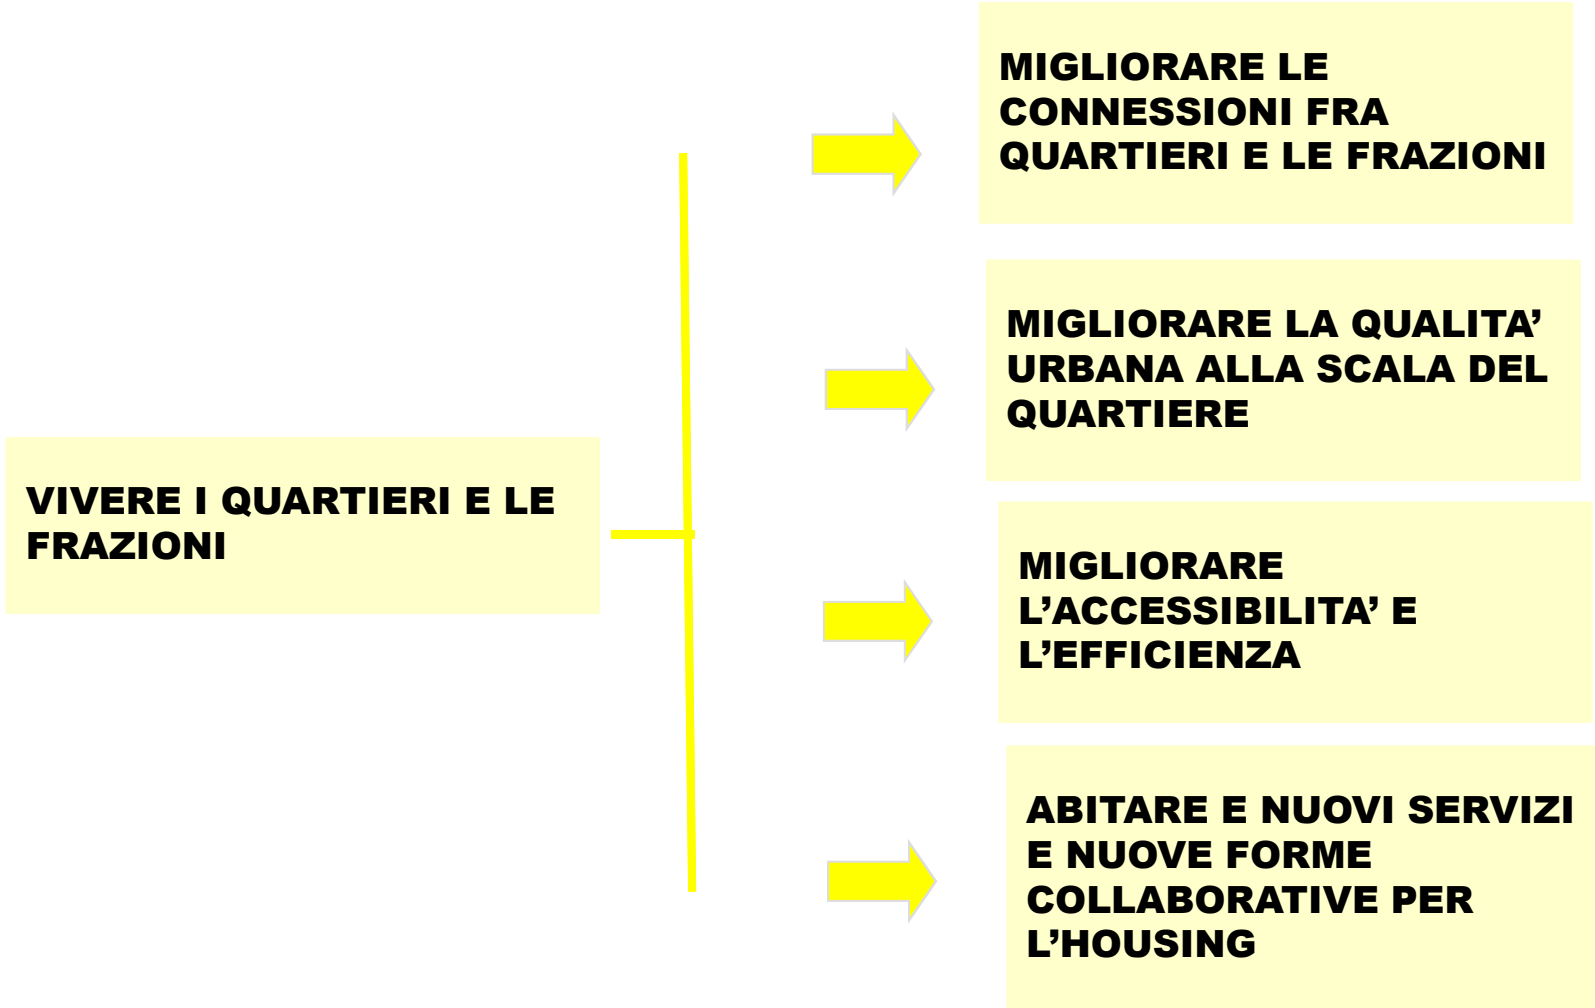 VIVERE I QUARTIERI E LE
FRAZIONI
MIGLIORARE LE
CONNESSIONI FRA
QUARTIERI E LE FRAZIONI
MIGLIORARE LA QUALITA’
URBANA ALLA SCALA DEL
QUARTIERE
MIGLIORARE
L’ACCESSIBILITA’ E
L’EFFICIENZA
ABITARE E NUOVI SERVIZI
E NUOVE FORME
COLLABORATIVE PER
L’HOUSING